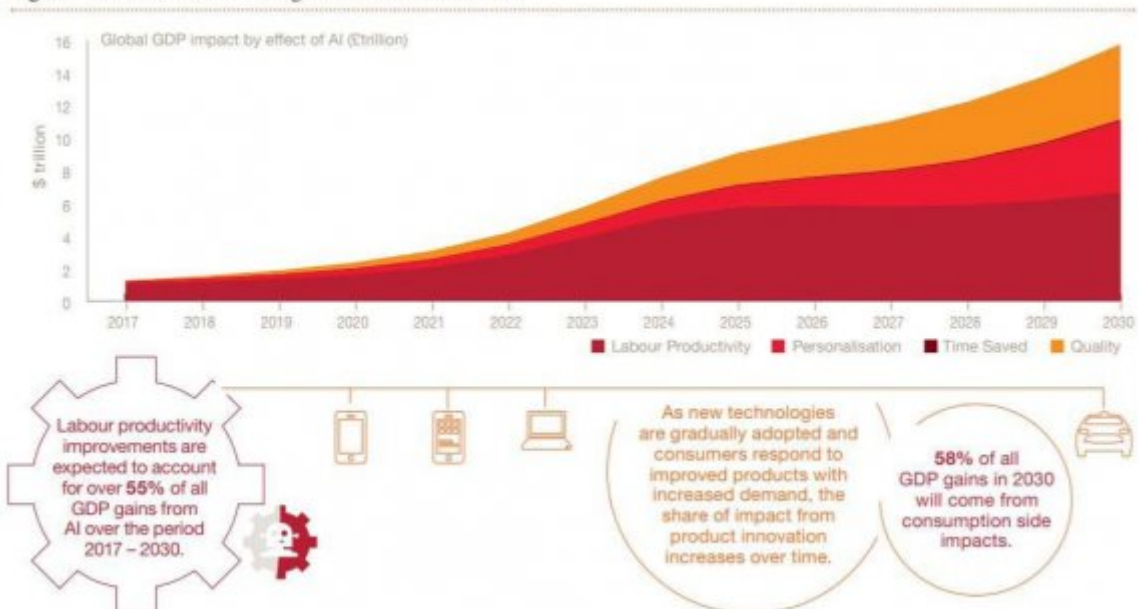 Global GDP impact by effect of AI (£trillion)
16
14
12
10
8
6
4
2
0
$ trillion
2017 2018 2019 2020 2021 2022 2023 2024 2025 2026 2027 2028 2029 2030
Labour Productivity Personalisation Time Saved Quality
Labour productivity
improvements are
expected to account
for over 55% of all
GDP gains from
AI over the period
2017 – 2030.
As new technologies
are gradually adopted and
consumers respond to
improved products with
increased demand, the
share of impact from
product innovation
increases over time.
58% of all
GDP gains in 2030
will come from
consumption side
impacts.